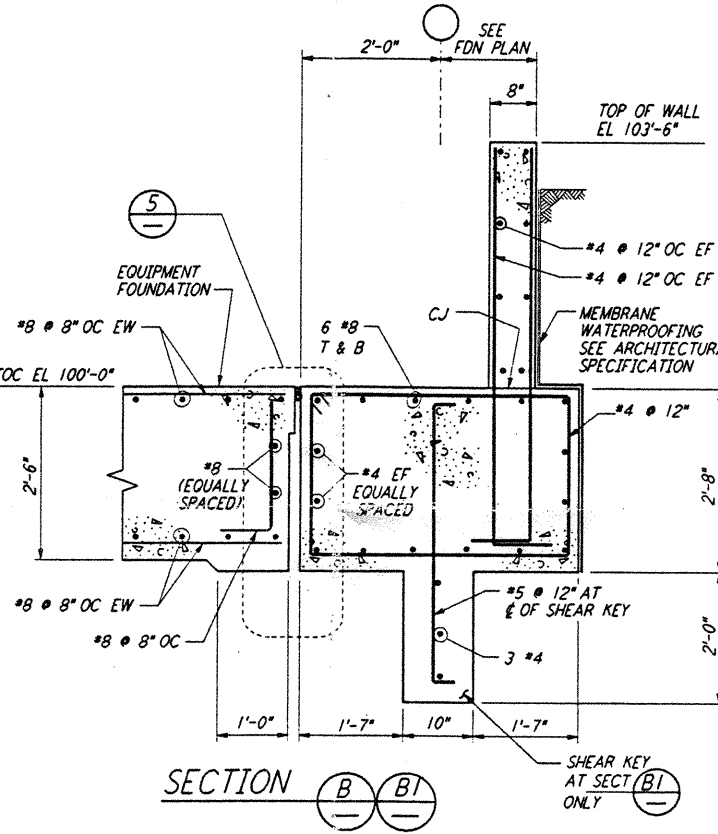 2'-0"
SEE
FDN PLAN
8"
TOP OF WALL
EL 103'-6"
5
EQUIPMENT
FOUNDATION
#8 @ 8" OC EW
6 #8
T & B
CJ
#4 @ 12" OC EF
#4 @ 12" OC EF
MEMBRANE
WATERPROOFING
SEE ARCHITECTURA
SPECIFICATION
TOC EL 100'-0"
#4 @ 12"
2'-6"
#8
(EQUALLY
SPACED)
#4 EF
EQUALLY
SPACED
2'-8"
#8 @ 8" OC EW
#8 @ 8" OC
#5 @ 12" AT
℄ OF SHEAR KEY
3 #4
2'-0"
1'-0"
1'-7"
10"
1'-7"
SHEAR KEY
AT SECT B1
ONLY
SECTION B B1